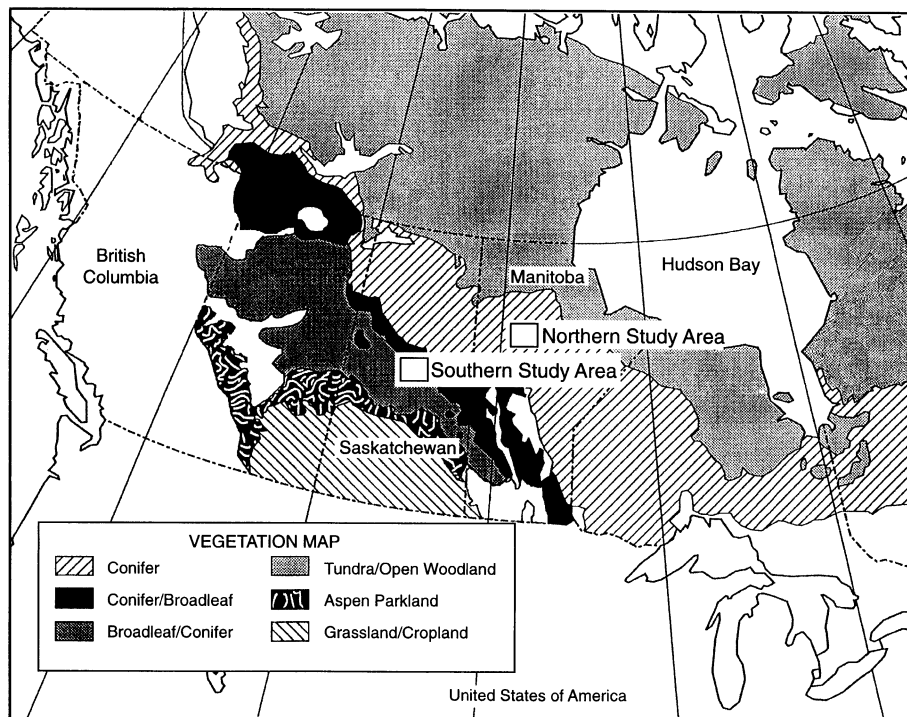 British
Columbia
Manitoba
Hudson Bay
Northern Study Area
Southern Study Area
Saskatchewan
VEGETATION MAP
Conifer
Tundra/Open Woodland
Conifer/Broadleaf
Aspen Parkland
Broadleaf/Conifer
Grassland/Cropland
United States of America